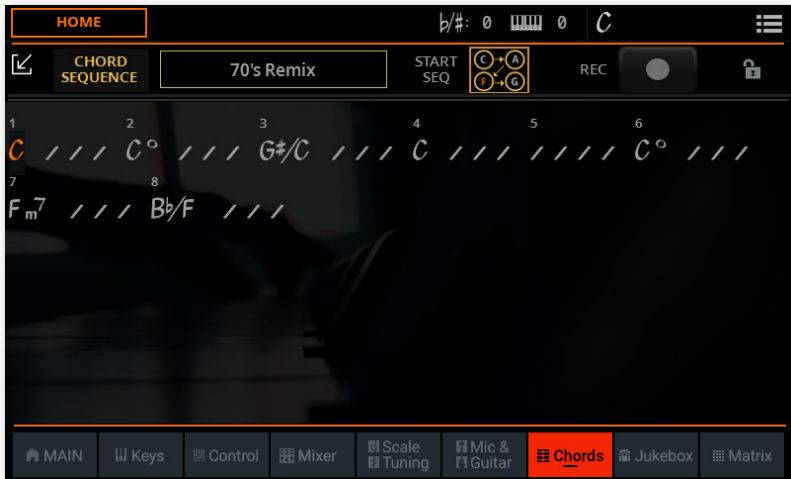 HOME ♭/♯: 0 0 C
CHORD SEQUENCE 70's Remix START SEQ C A F G REC
1 2 3 4 5 6
C / / / C° / / / G♯/C / / / C / / / / / / / C° / / /
7 8
Fm7 / / / B♭/F / / /
MAIN Keys Control Mixer Scale Tuning Mic & Guitar Chords Jukebox Matrix